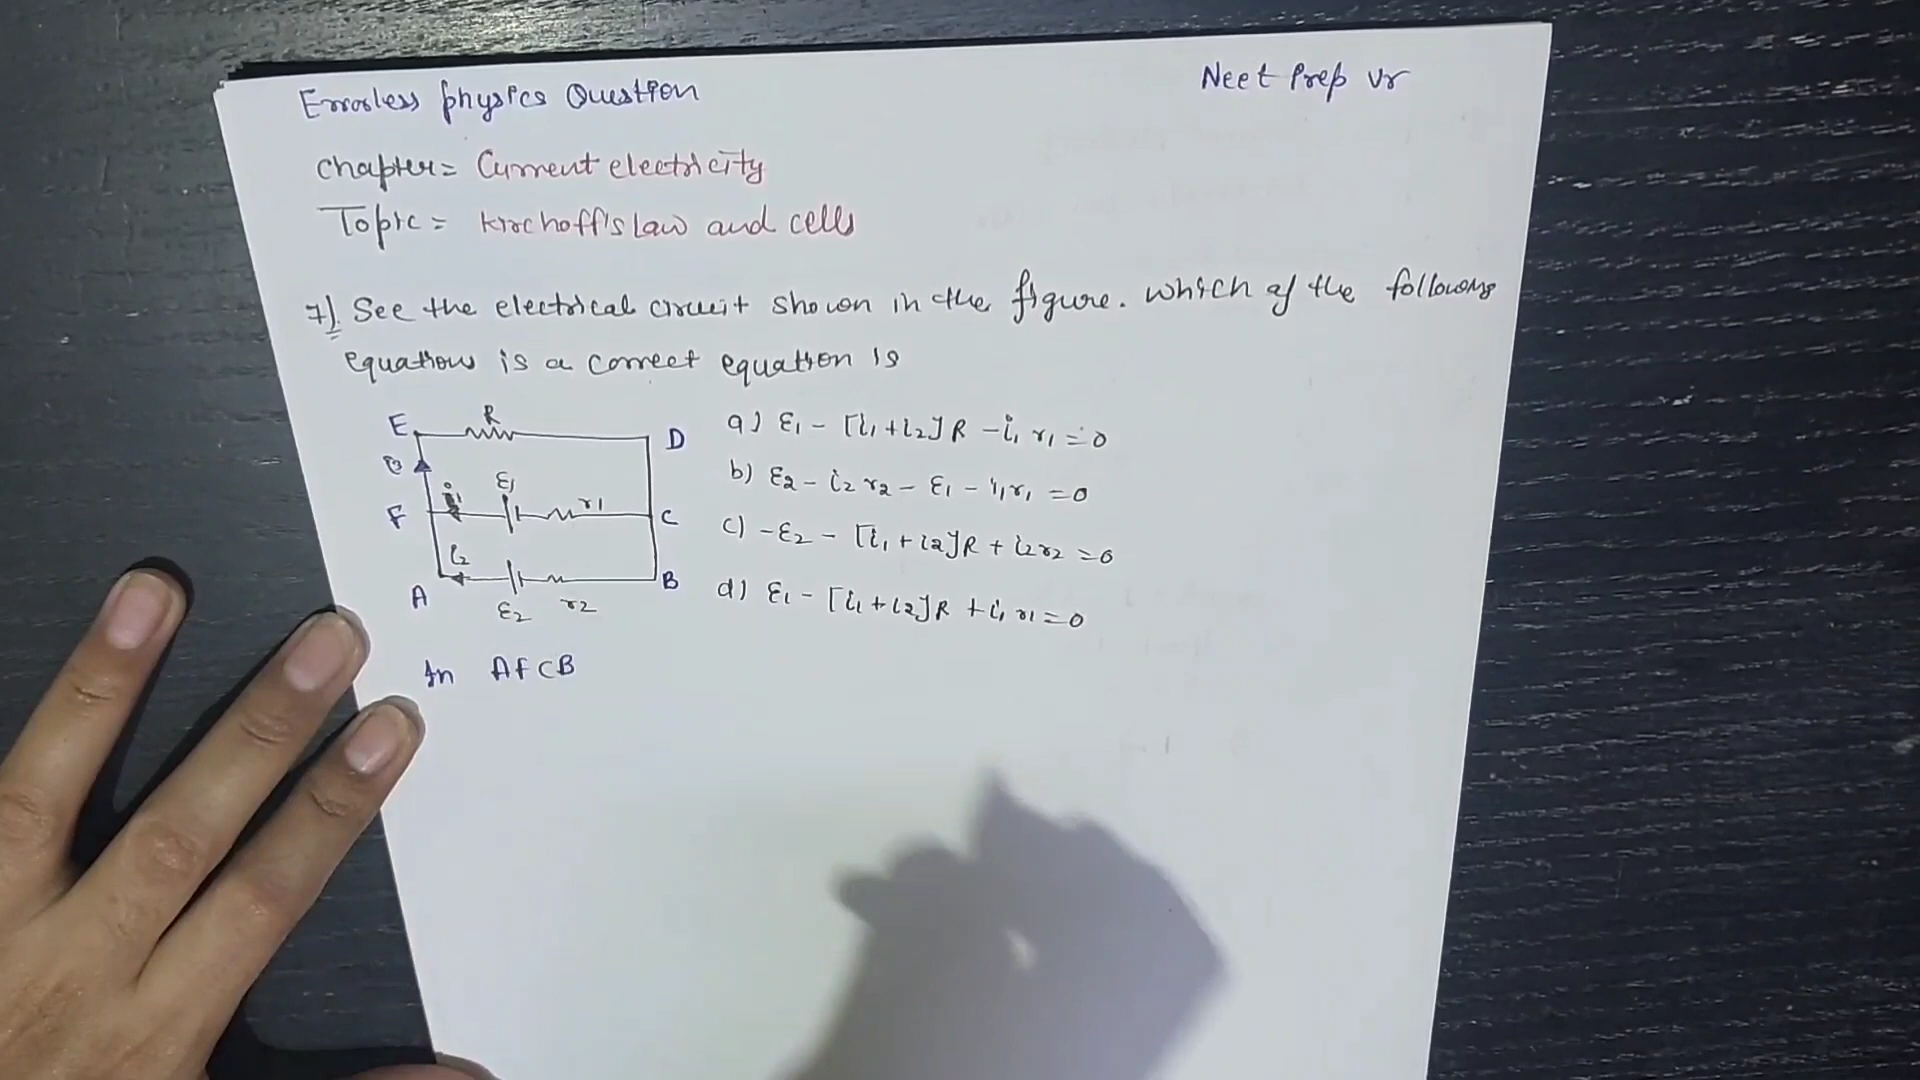 Errorless physics Question
Neet Prep Vr
Chapter = Current electricity
Topic = Kirchoff's Law and cells
7) See the electrical circuit shown in the figure. which of the following
equation is a correct equation is
E R D
a) ε1 - [i1 + i2] R - i1 r1 = 0
b) ε2 - i2 r2 - ε1 - i1 r1 = 0
F i1 ε1 r1 C
c) -ε2 - [i1 + i2] R + i2 r2 = 0
i2
A ε2 r2 B
d) ε1 - [i1 + i2] R + i1 r1 = 0
In AFCB